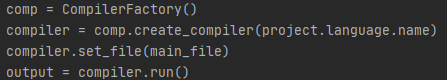 comp = CompilerFactory()
compiler = comp.create_compiler(project.language.name)
compiler.set_file(main_file)
output = compiler.run()